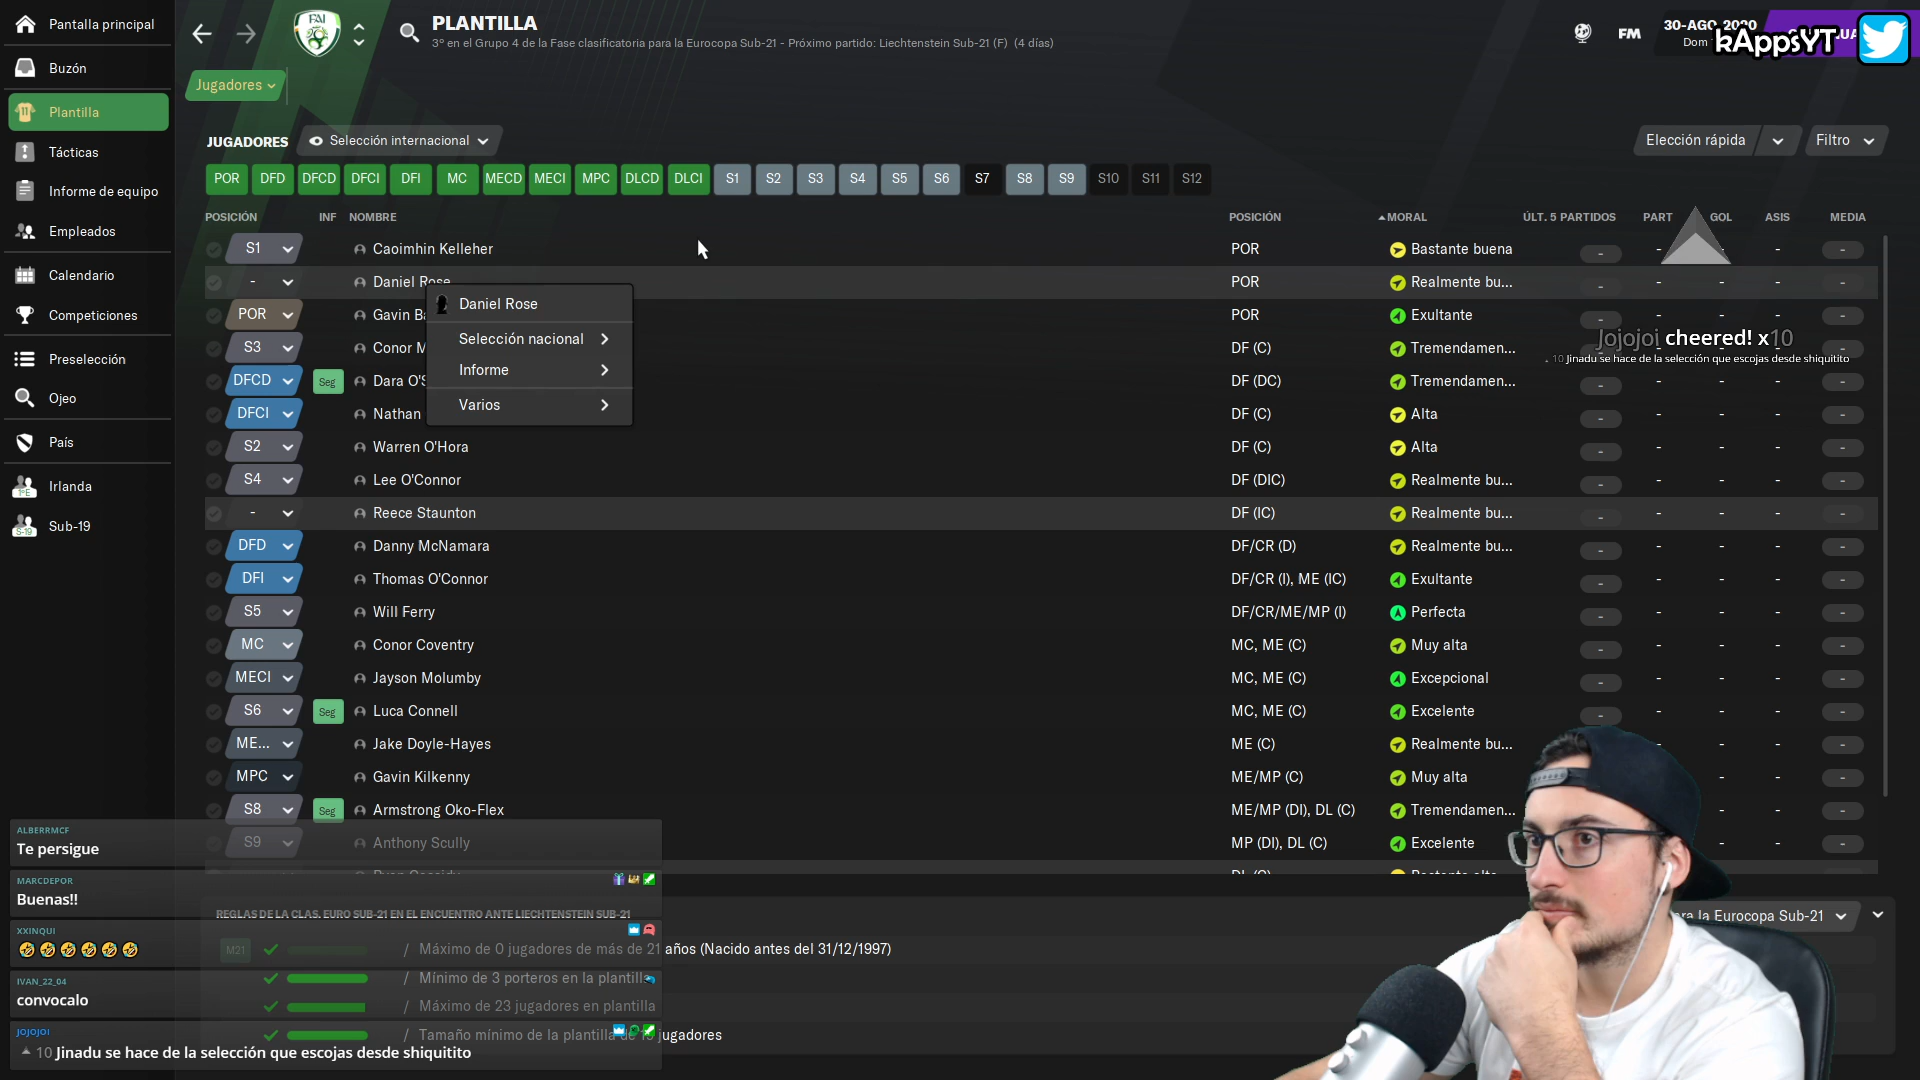 Pantalla principal
Buzón
Plantilla
Tácticas
Informe de equipo
Empleados
Calendario
Competiciones
Preselección
Ojeo
País
Irlanda
Sub-19
1ºE
S-19
FAI
PLANTILLA
3º en el Grupo 4 de la Fase clasificatoria para la Eurocopa Sub-21 - Próximo partido: Liechtenstein Sub-21 (F) (4 días)
FM
30-AGO-2020
Dom
kAppsYT
Jugadores
JUGADORES
Selección internacional
Elección rápida
Filtro
POR DFD DFCD DFCI DFI MC MECD MECI MPC DLCD DLCI S1 S2 S3 S4 S5 S6 S7 S8 S9 S10 S11 S12
POSICIÓN INF NOMBRE POSICIÓN MORAL ÚLT. 5 PARTIDOS PART GOL ASIS MEDIA
S1 Caoimhin Kelleher POR Bastante buena - - - - -
- Daniel Rose POR Realmente bu... -
POR Gavin Ba POR Exultante -
S3 Conor M DF (C) Tremendamen...
DFCD Seg Dara O'S DF (DC) Tremendamen... - - - - -
DFCI Nathan DF (C) Alta - - - - -
S2 Warren O'Hora DF (C) Alta - - - - -
S4 Lee O'Connor DF (DIC) Realmente bu... - - - - -
- Reece Staunton DF (IC) Realmente bu... - - - - -
DFD Danny McNamara DF/CR (D) Realmente bu... - - - - -
DFI Thomas O'Connor DF/CR (I), ME (IC) Exultante - - - - -
S5 Will Ferry DF/CR/ME/MP (I) Perfecta - - - - -
MC Conor Coventry MC, ME (C) Muy alta - - - - -
MECI Jayson Molumby MC, ME (C) Excepcional - - - - -
S6 Seg Luca Connell MC, ME (C) Excelente - - - - -
ME... Jake Doyle-Hayes ME (C) Realmente bu... - - -
MPC Gavin Kilkenny ME/MP (C) Muy alta - - -
S8 Seg Armstrong Oko-Flex ME/MP (DI), DL (C) Tremendamen... - - -
S9 Anthony Scully MP (DI), DL (C) Excelente - - -
Daniel Rose
Selección nacional
Informe
Varios
Jojojoi cheered! x10
10 Jinadu se hace de la selección que escojas desde shiquitito
REGLAS DE LA CLAS. EURO SUB-21 EN EL ENCUENTRO ANTE LIECHTENSTEIN SUB-21
ra la Eurocopa Sub-21
M21 / Máximo de 0 jugadores de más de 21 años (Nacido antes del 31/12/1997)
/ Mínimo de 3 porteros en la plantilla
/ Máximo de 23 jugadores en plantilla
/ Tamaño mínimo de la plantilla de 19 jugadores
ALBERRMCF
Te persigue
MARCDEPOR
Buenas!!
XXINQUI
🤣🤣🤣🤣🤣🤣
IVAN_22_04
convocalo
JOJOJOI
10 Jinadu se hace de la selección que escojas desde shiquitito